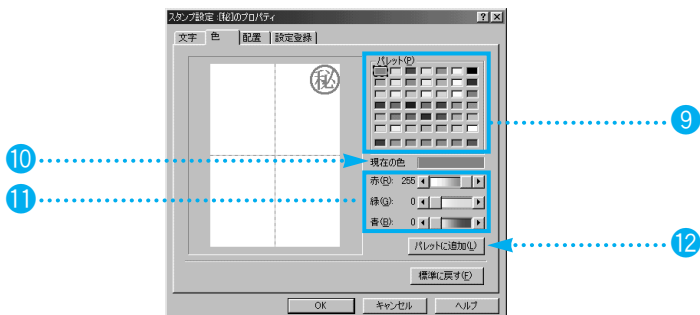 スタンプ設定 :[秘]のプロパティ
文字 色 配置 設定登録
秘
パレット(P)
⑨
⑩
現在の色
⑪
赤(R): 255
緑(G): 0
青(B): 0
パレットに追加(L)
⑫
標準に戻す(F)
OK キャンセル ヘルプ